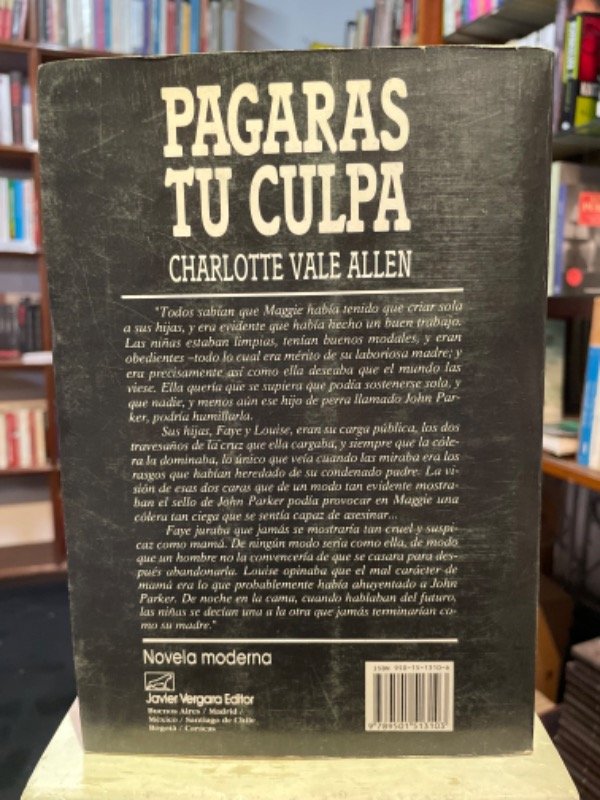 PAGARAS
TU CULPA
CHARLOTTE VALE ALLEN
"Todos sabían que Maggie había tenido que criar sola
a sus hijas, y era evidente que había hecho un buen trabajo.
Las niñas estaban limpias, tenían buenos modales, y eran
obedientes –todo lo cual era mérito de su laboriosa madre; y
era precisamente así como ella deseaba que el mundo las
viese. Ella quería que se supiera que podía sostenerse sola, y
que nadie, y menos aún ese hijo de perra llamado John Par-
ker, podría humillarla.
Sus hijas, Faye y Louise, eran su carga pública, los dos
travesaños de la cruz que ella cargaba, y siempre que la cóle-
ra la dominaba, lo único que veía cuando las miraba era los
rasgos que habían heredado de su condenado padre. La vi-
sión de esas dos caras que de un modo tan evidente mostra-
ban el sello de John Parker podía provocar en Maggie una
cólera tan ciega que se sentía capaz de asesinar...
Faye juraba que jamás se mostraría tan cruel y suspi-
caz como mamá. De ningún modo sería como ella, de modo
que un hombre no la convencería de que se casara para des-
pués abandonarla. Louise opinaba que el mal carácter de
mamá era lo que probablemente había ahuyentado a John
Parker. De noche en la cama, cuando hablaban del futuro,
las niñas se decían una a la otra que jamás terminarían co-
mo su madre."
Novela moderna
Javier Vergara Editor
Buenos Aires / Madrid /
México / Santiago de Chile
Bogotá / Caracas
ISBN 950-15-1310-8
9 789501 513103